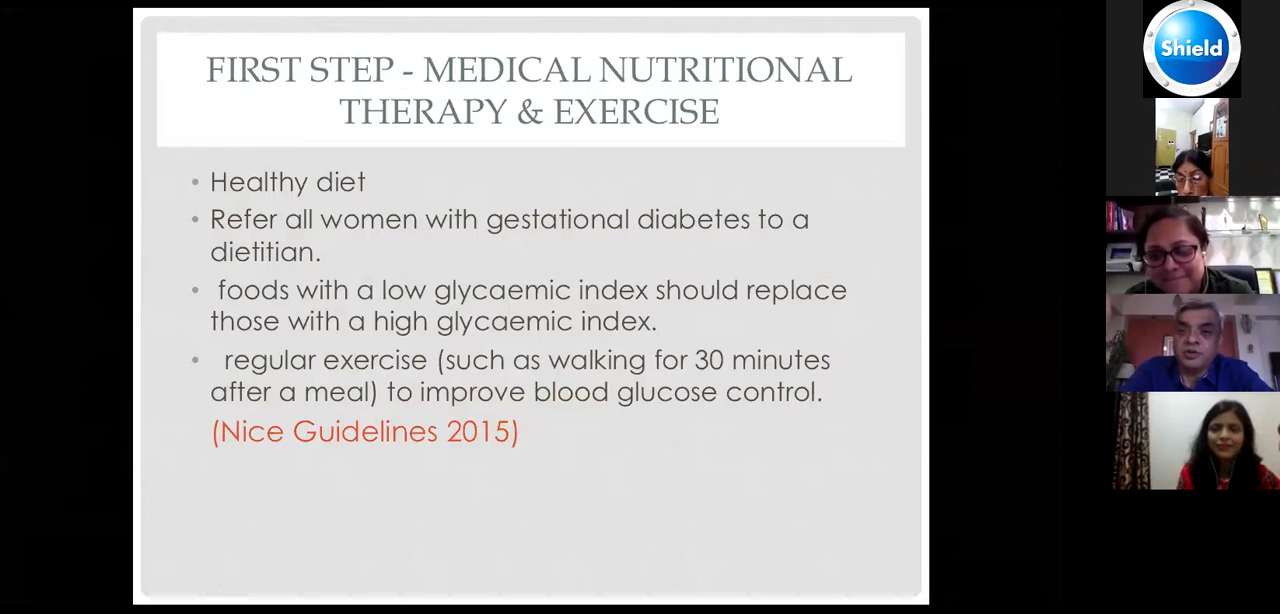 FIRST STEP - MEDICAL NUTRITIONAL
THERAPY & EXERCISE
• Healthy diet
• Refer all women with gestational diabetes to a
dietitian.
• foods with a low glycaemic index should replace
those with a high glycaemic index.
• regular exercise (such as walking for 30 minutes
after a meal) to improve blood glucose control.
(Nice Guidelines 2015)
Shield